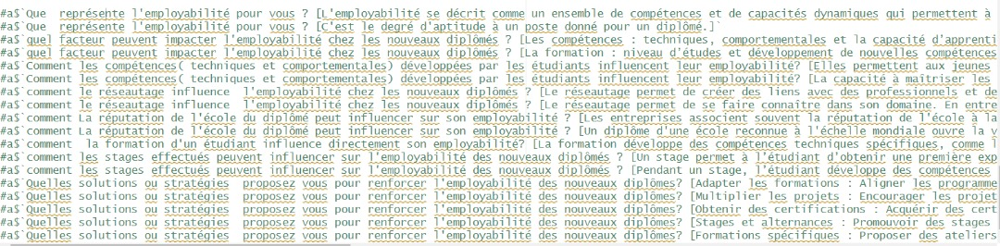 #a$`Que  représente l'employabilité pour vous ? [L'employabilité se décrit comme un ensemble de compétences et de capacités dynamiques qui permettent à
#a$`Que  représente l'employabilité pour vous ? [C'est le degré d'aptitude à un poste donné pour un diplômé.]`
#a$`quel facteur peuvent impacter l'employabilité chez les nouveaux diplômés ? [Les compétences : techniques, comportementales et la capacité d'apprenti
#a$`quel facteur peuvent impacter l'employabilité chez les nouveaux diplômés ? [La formation : niveau d'études et développement de nouvelles compétences
#a$`Comment les compétences( techniques et comportementales) développées par les étudiants influencent leur employabilité? [Elles permettent aux jeunes
#a$`Comment les compétences( techniques et comportementales) développées par les étudiants influencent leur employabilité? [La capacité à maîtriser les
#a$`comment le réseautage influence  l'employabilité chez les nouveaux diplômés ? [Le réseautage permet de créer des liens avec des professionnels et de
#a$`comment le réseautage influence  l'employabilité chez les nouveaux diplômés ? [Le réseautage permet de se faire connaitre dans son domaine. En entre
#a$`comment La réputation de l'école du diplômé peut influencer sur son employabilité ? [Les entreprises associent souvent la réputation de l'école à la
#a$`comment La réputation de l'école du diplômé peut influencer sur son employabilité ? [Un diplôme d'une école reconnue à l'échelle mondiale ouvre la v
#a$`comment  la formation d'un étudiant influence directement son employabilité? [La formation développe des compétences techniques spécifiques, comme l
#a$`comment les stages effectués peuvent influencer sur l'employabilité des nouveaux diplômés ? [Un stage permet à l'étudiant d'obtenir une première exp
#a$`comment les stages effectués peuvent influencer sur l'employabilité des nouveaux diplômés ? [Pendant un stage, l'étudiant développe des compétences
#a$`Quelles solutions ou stratégies  proposez vous pour renforcer l'employabilité des nouveaux diplômes? [Adapter les formations : Aligner les programme
#a$`Quelles solutions ou stratégies  proposez vous pour renforcer l'employabilité des nouveaux diplômes? [Multiplier les projets : Encourager les projet
#a$`Quelles solutions ou stratégies  proposez vous pour renforcer l'employabilité des nouveaux diplômes? [Obtenir des certifications : Acquérir des cert
#a$`Quelles solutions ou stratégies  proposez vous pour renforcer l'employabilité des nouveaux diplômes? [Stages et alternances : Promouvoir des stages
#a$`Quelles solutions ou stratégies  proposez vous pour renforcer l'employabilité des nouveaux diplômes? [Formations spécifiques : Proposer des ateliers